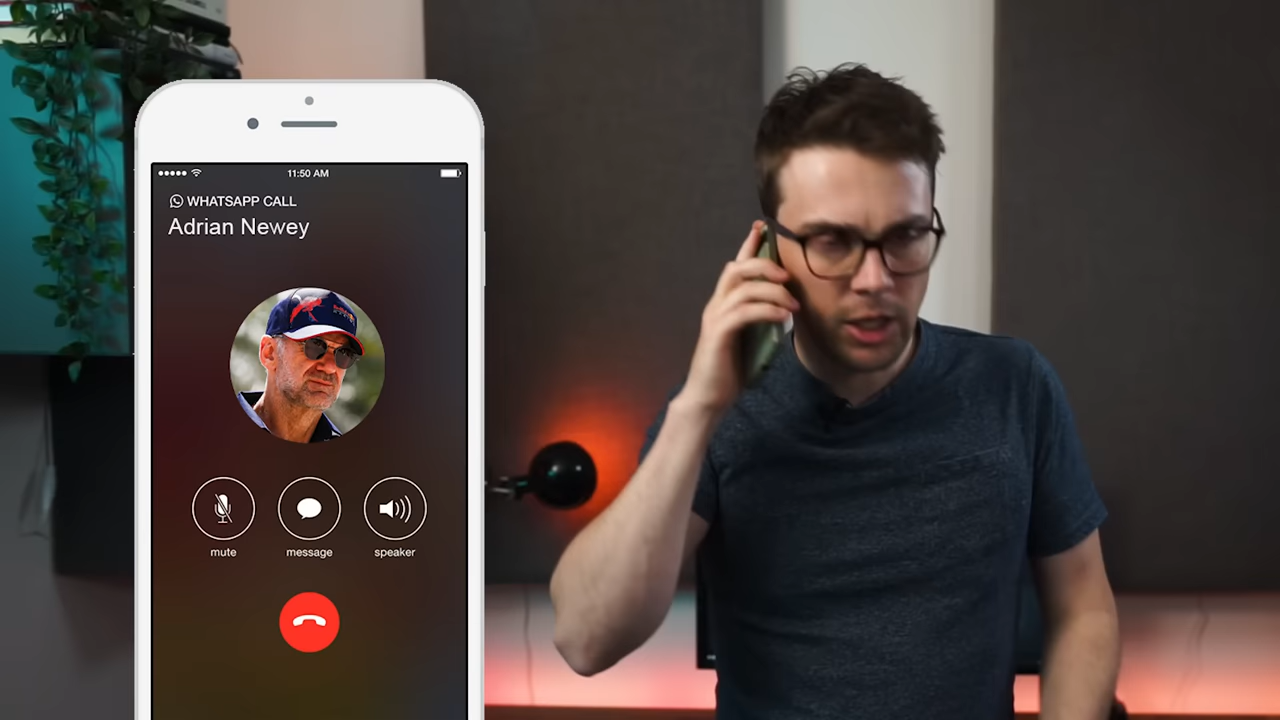 11:50 AM
WHATSAPP CALL
Adrian Newey
mute
message
speaker